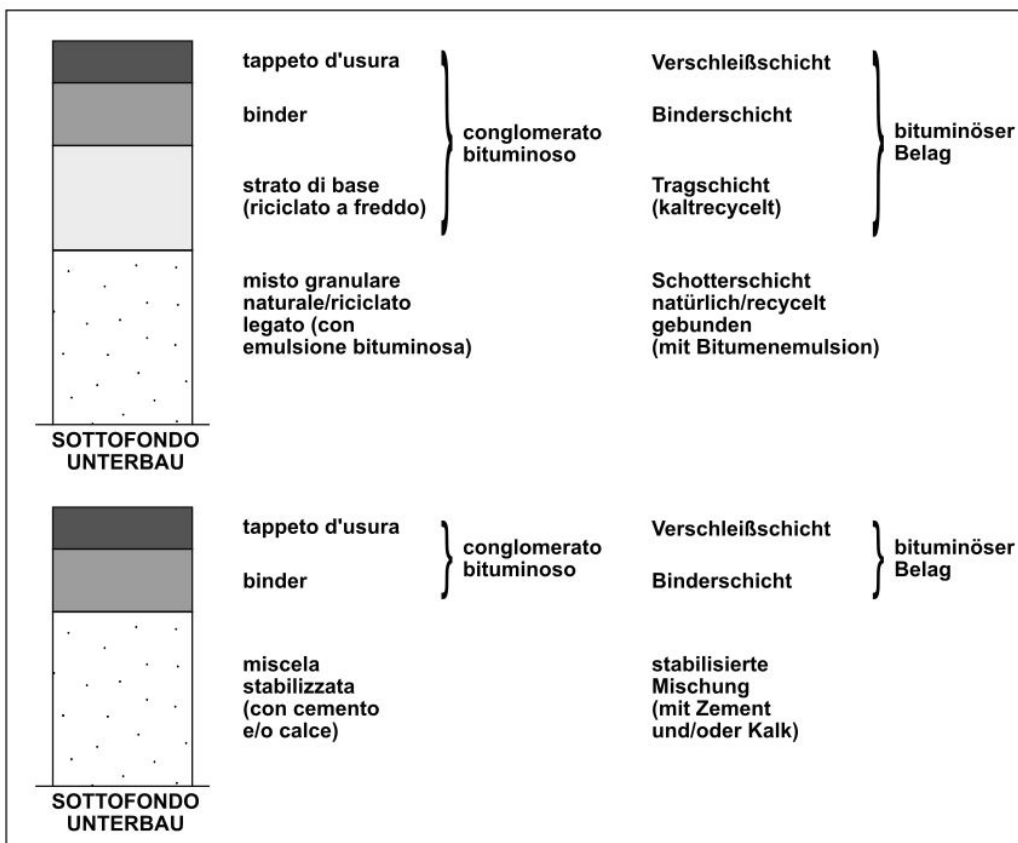 tappeto d'usura
binder
strato di base
(riciclato a freddo)
conglomerato
bituminoso
Verschleißschicht
Binderschicht
Tragschicht
(kaltrecycelt)
bituminöser
Belag
misto granulare
naturale/riciclato
legato (con
emulsione bituminosa)
Schotterschicht
natürlich/recycelt
gebunden
(mit Bitumenemulsion)
SOTTOFONDO
UNTERBAU
tappeto d'usura
binder
conglomerato
bituminoso
Verschleißschicht
Binderschicht
bituminöser
Belag
miscela
stabilizzata
(con cemento
e/o calce)
stabilisierte
Mischung
(mit Zement
und/oder Kalk)
SOTTOFONDO
UNTERBAU